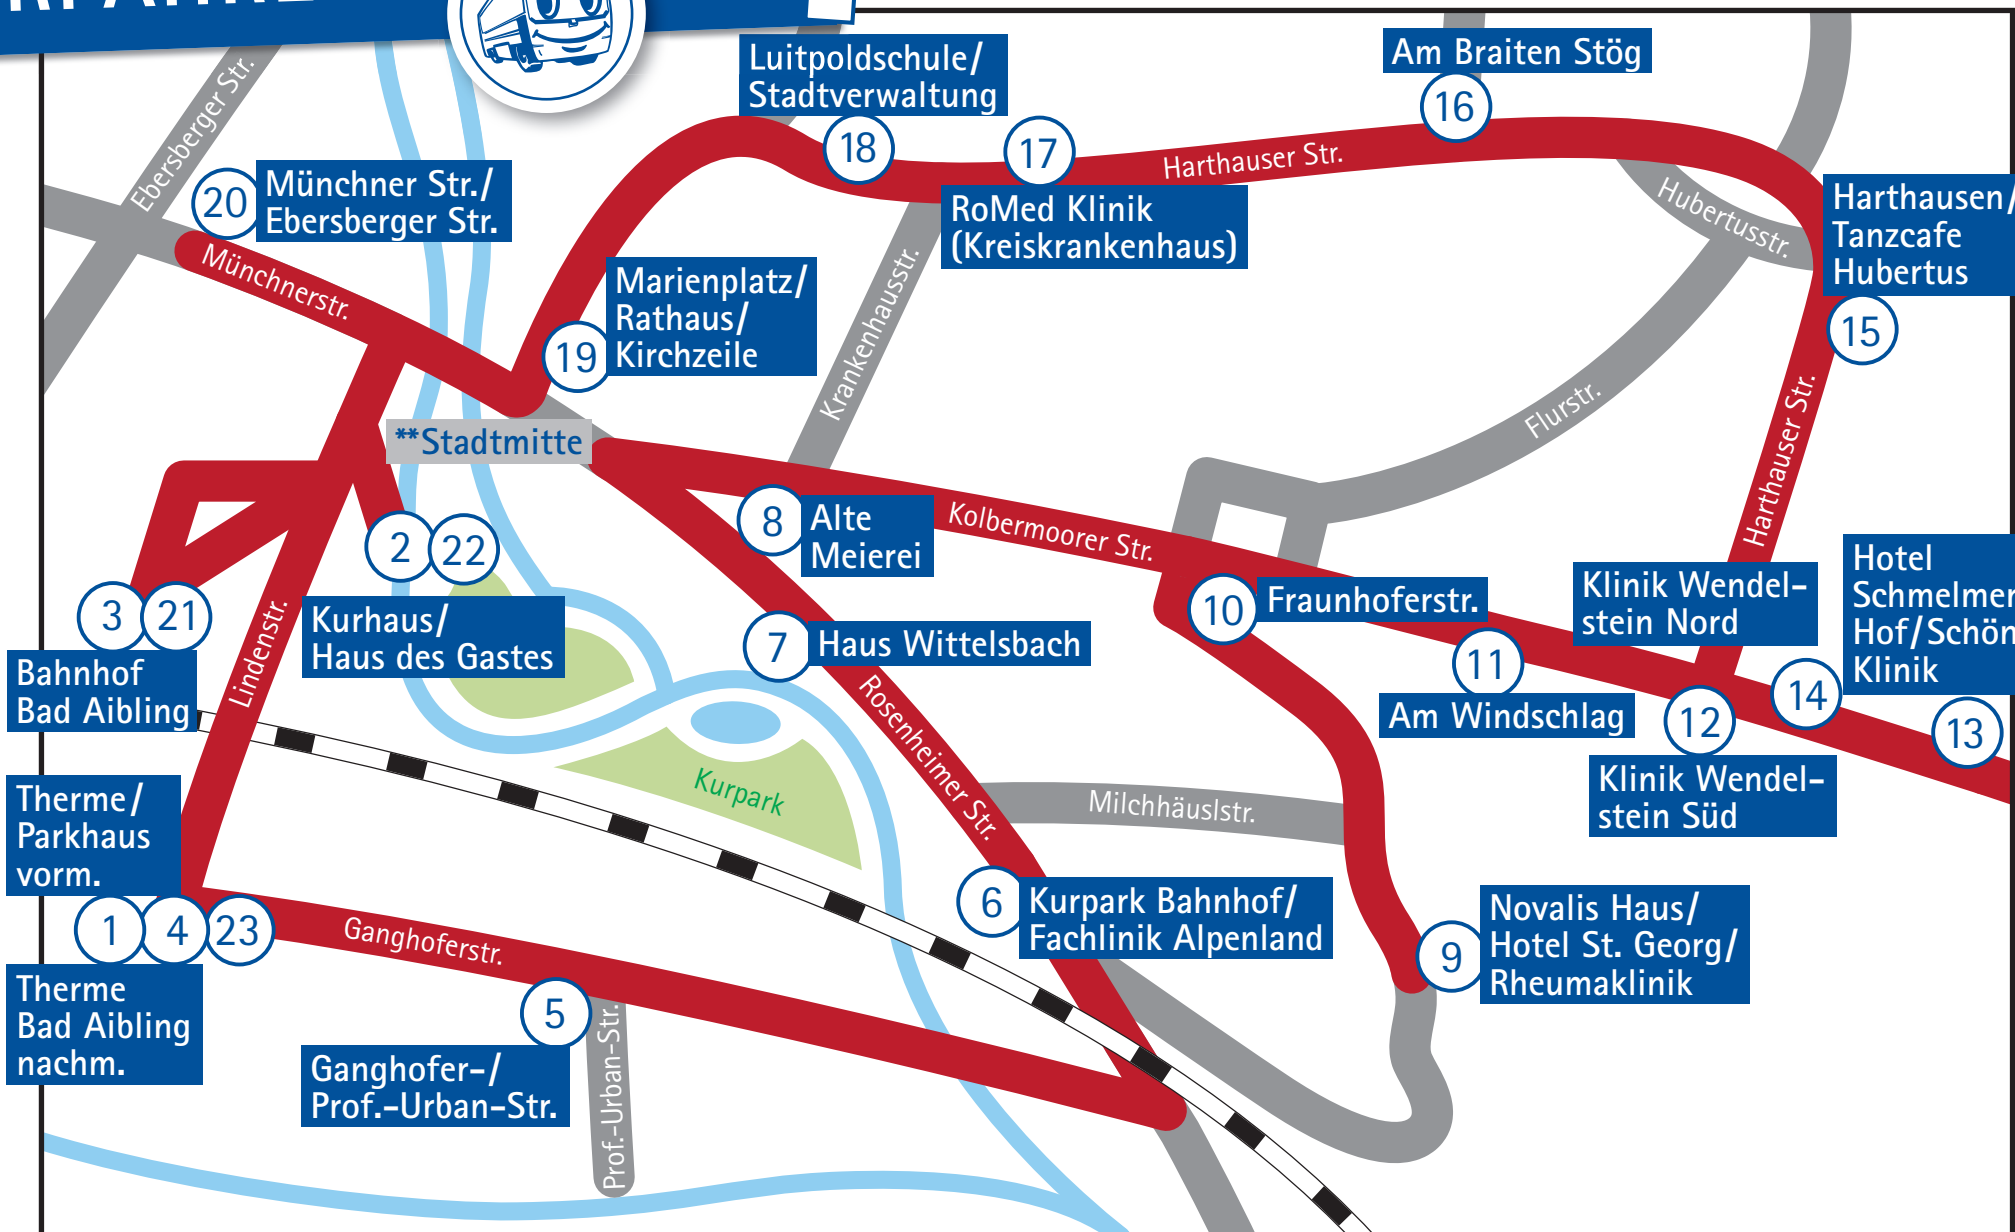 Luitpoldschule/
Stadtverwaltung
18
17
RoMed Klinik
(Kreiskrankenhaus)
Harthauser Str.
Am Braiten Stög
16
Hubertusstr.
Harthausen/
Tanzcafe
Hubertus
15
Ebersberger Str.
20
Münchner Str./
Ebersberger Str.
Münchnerstr.
Marienplatz/
Rathaus/
Kirchzeile
19
Krankenhausstr.
Flurstr.
Harthauser Str.
**Stadtmitte
8
Alte
Meierei
Kolbermoorer Str.
2
22
Kurhaus/
Haus des Gastes
3
21
Bahnhof
Bad Aibling
Lindenstr.
7
Haus Wittelsbach
10
Fraunhoferstr.
11
Am Windschlag
Klinik Wendel-
stein Nord
12
Klinik Wendel-
stein Süd
14
Hotel
Schmelmer
Hof/Schön
Klinik
13
Rosenheimer Str.
Kurpark
Milchhäuslstr.
Therme/
Parkhaus
vorm.
1
4
23
Therme
Bad Aibling
nachm.
Ganghoferstr.
5
Ganghofer-/
Prof.-Urban-Str.
Prof.-Urban-Str.
6
Kurpark Bahnhof/
Fachlinik Alpenland
9
Novalis Haus/
Hotel St. Georg/
Rheumaklinik